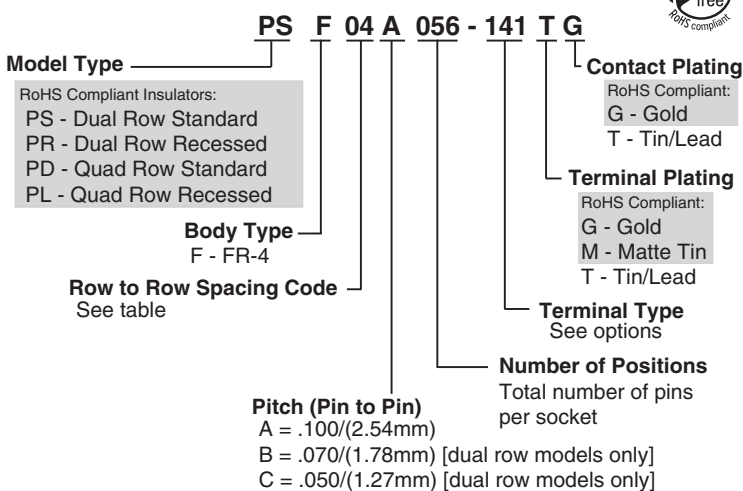 free
RoHS compliant
PS F 04 A 056 - 141 T G
Model Type
RoHS Compliant Insulators:
PS - Dual Row Standard
PR - Dual Row Recessed
PD - Quad Row Standard
PL - Quad Row Recessed
Body Type
F - FR-4
Row to Row Spacing Code
See table
Pitch (Pin to Pin)
A = .100/(2.54mm)
B = .070/(1.78mm) [dual row models only]
C = .050/(1.27mm) [dual row models only]
Contact Plating
RoHS Compliant:
G - Gold
T - Tin/Lead
Terminal Plating
RoHS Compliant:
G - Gold
M - Matte Tin
T - Tin/Lead
Terminal Type
See options
Number of Positions
Total number of pins
per socket